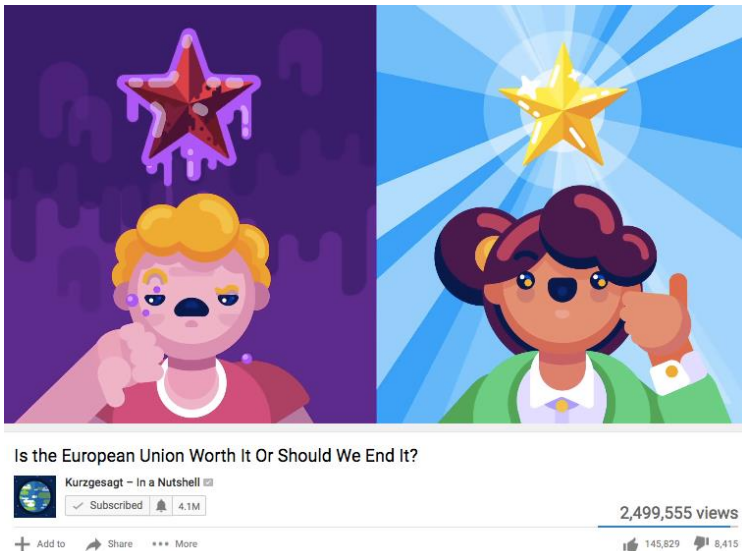 Is the European Union Worth It Or Should We End It?
Kurzgesagt – In a Nutshell
Subscribed 4.1M
2,499,555 views
Add to Share More 145,829 8,415